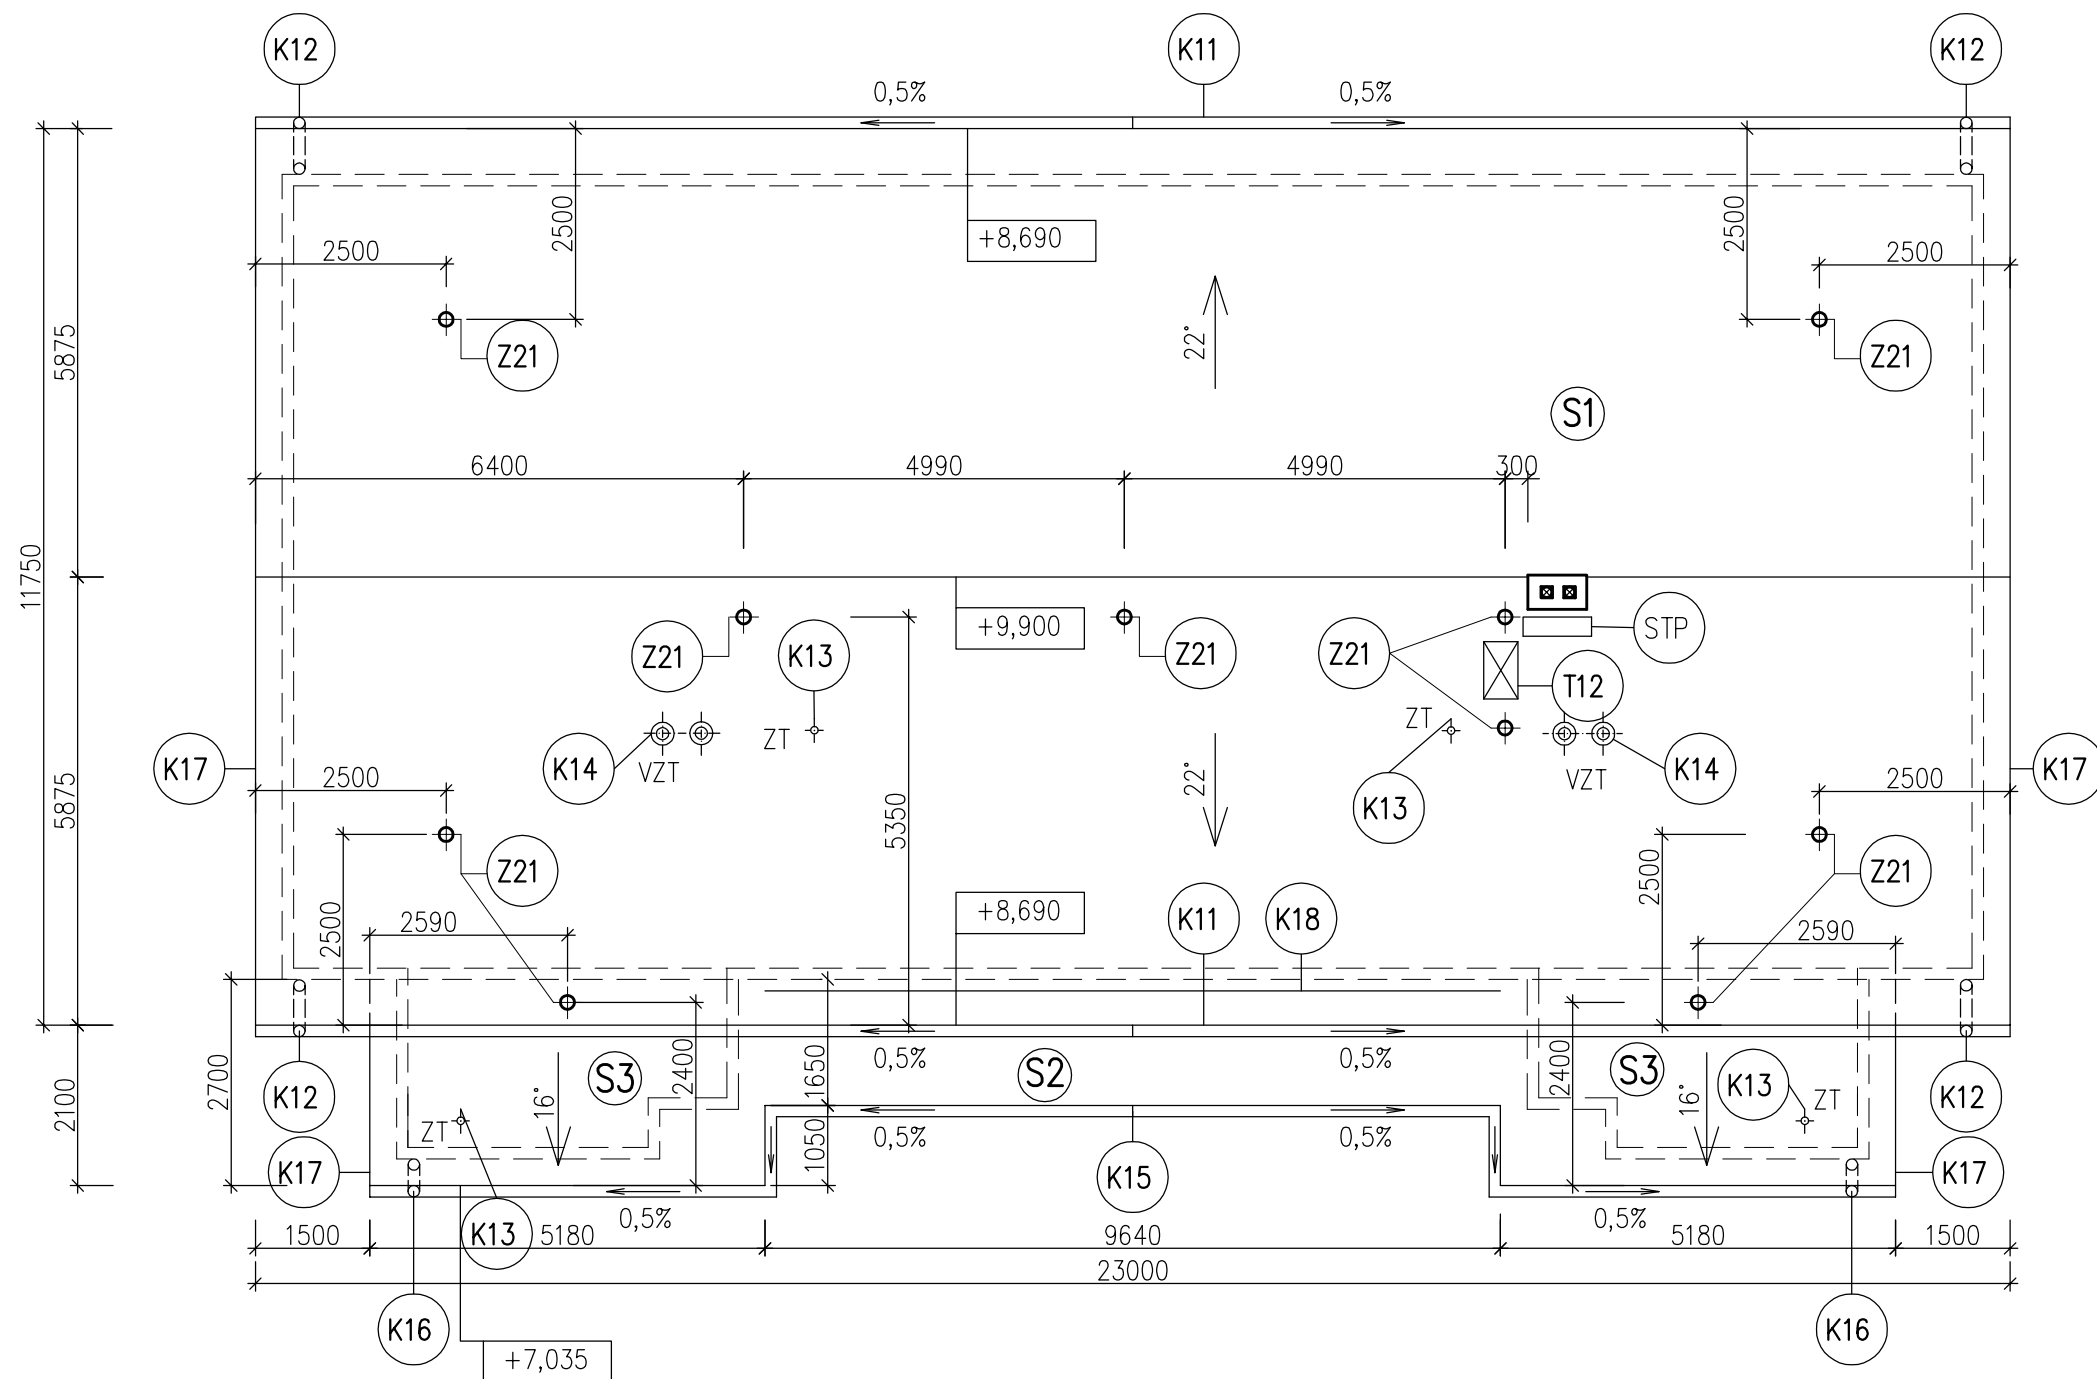 K12
K11
K12
0,5%
0,5%
2500
2500
+8,690
2500
2500
5875
Z21
22°
Z21
S1
6400
4990
4990
300
11750
+9,900
STP
Z21
K13
Z21
Z21
T12
ZT
ZT
K17
K14
VZT
22°
K13
VZT
K14
K17
2500
2500
5875
5350
Z21
2500
Z21
2500
2590
+8,690
K11
K18
2590
2700
2100
K12
S3
2400
1650
0,5%
S2
0,5%
2400
S3
K13
K12
16°
16°
ZT
ZT
0,5%
0,5%
1050
K17
K15
K17
0,5%
0,5%
1500
K13
5180
9640
5180
1500
23000
K16
K16
+7,035